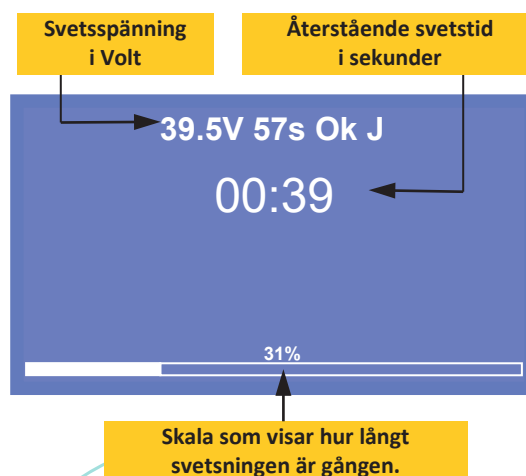 Svetsspänning
i Volt
Återstående svetstid
i sekunder
39.5V 57s Ok J
00:39
31%
Skala som visar hur långt
svetsningen är gången.